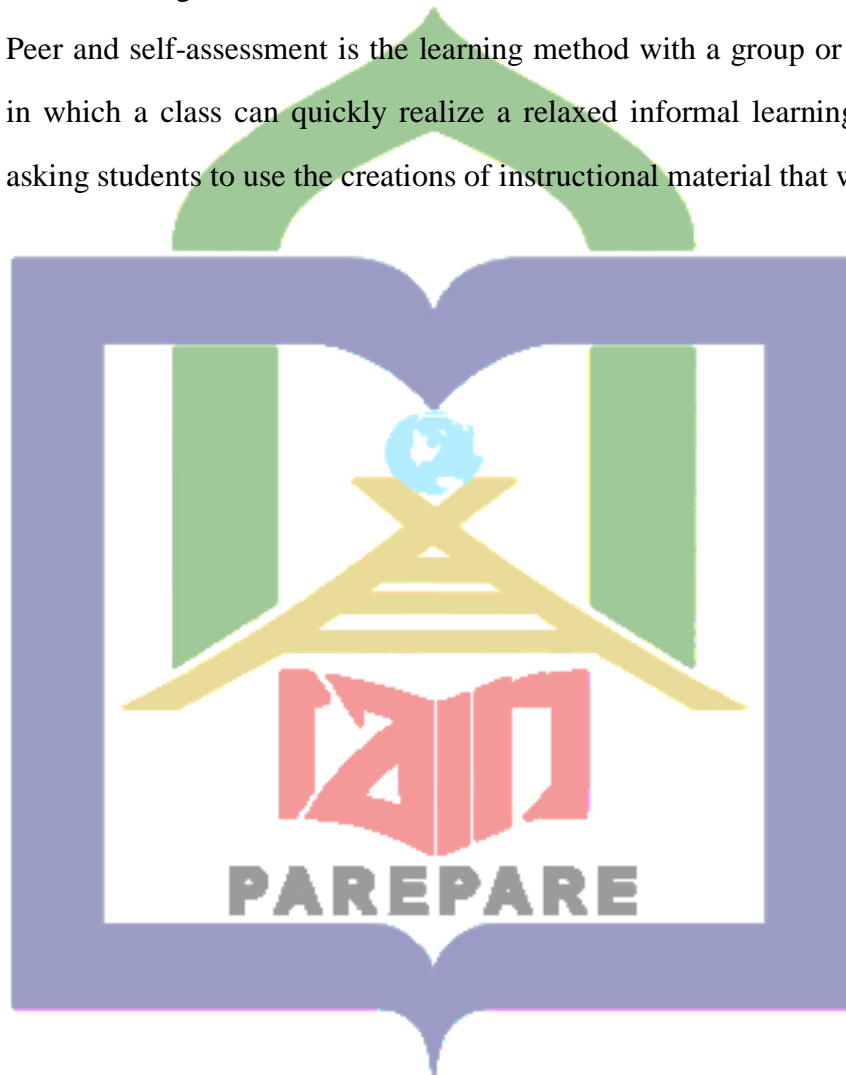 Peer and self-assessment is the learning method with a group or
in which a class can quickly realize a relaxed informal learning
asking students to use the creations of instructional material that
iain
PAREPARE